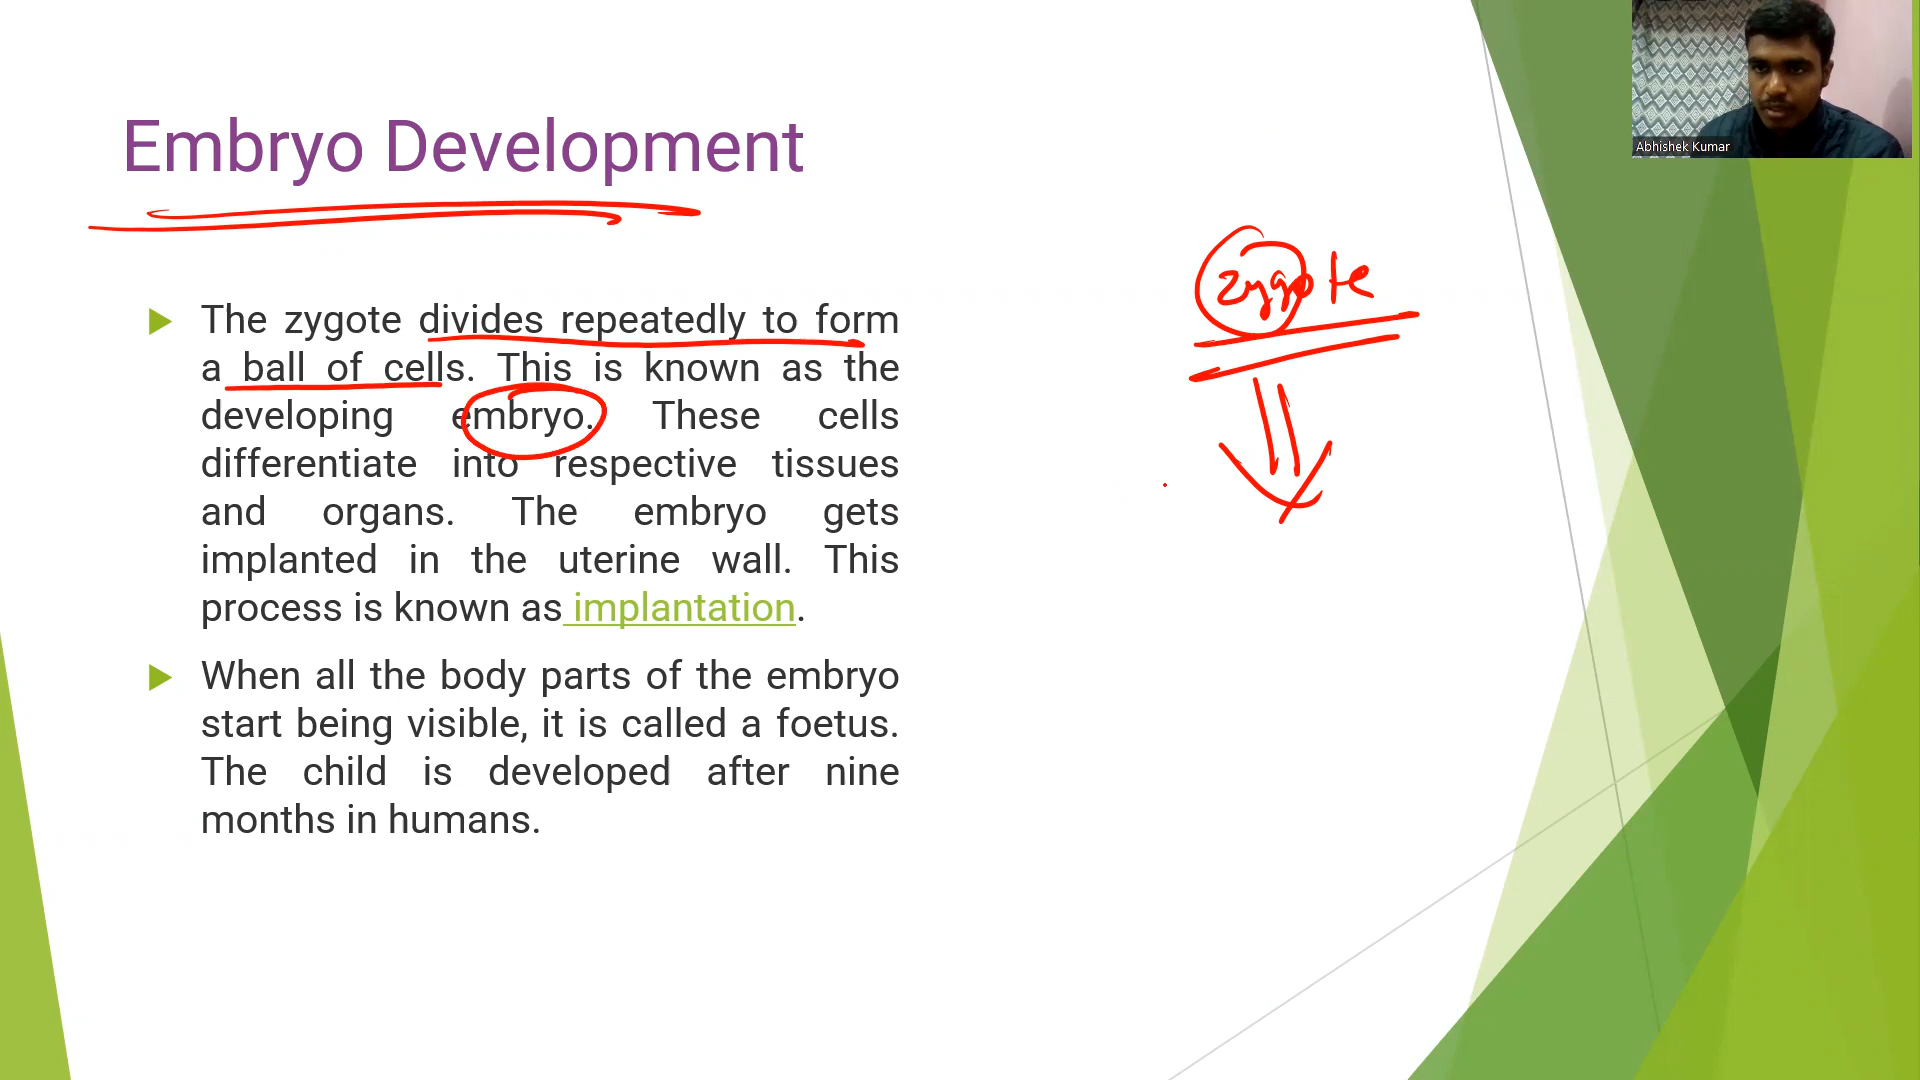 Embryo Development
The zygote divides repeatedly to form
a ball of cells. This is known as the
developing embryo. These cells
differentiate into respective tissues
and organs. The embryo gets
implanted in the uterine wall. This
process is known as implantation.
When all the body parts of the embryo
start being visible, it is called a foetus.
The child is developed after nine
months in humans.
zygote
Abhishek Kumar